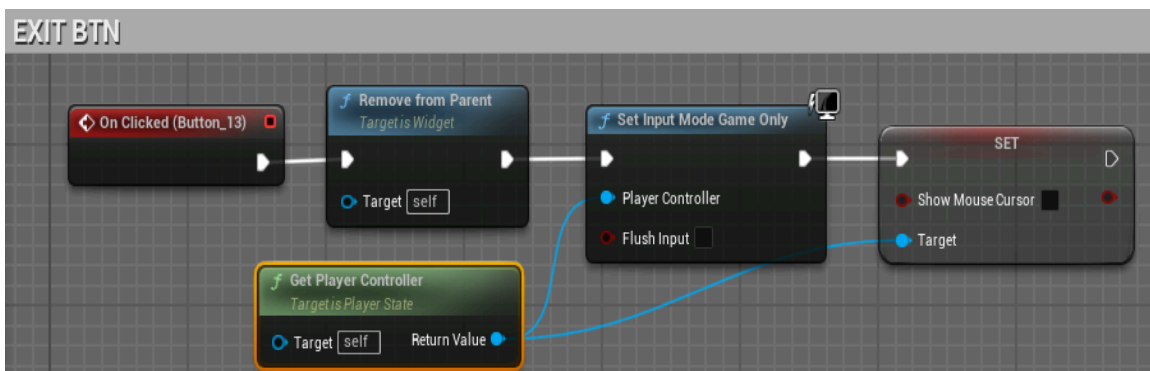 EXIT BTN
On Clicked (Button_13)
Remove from Parent
Target is Widget
Target self
Set Input Mode Game Only
Player Controller
Flush Input
SET
Show Mouse Cursor
Target
Get Player Controller
Target is Player State
Target self Return Value